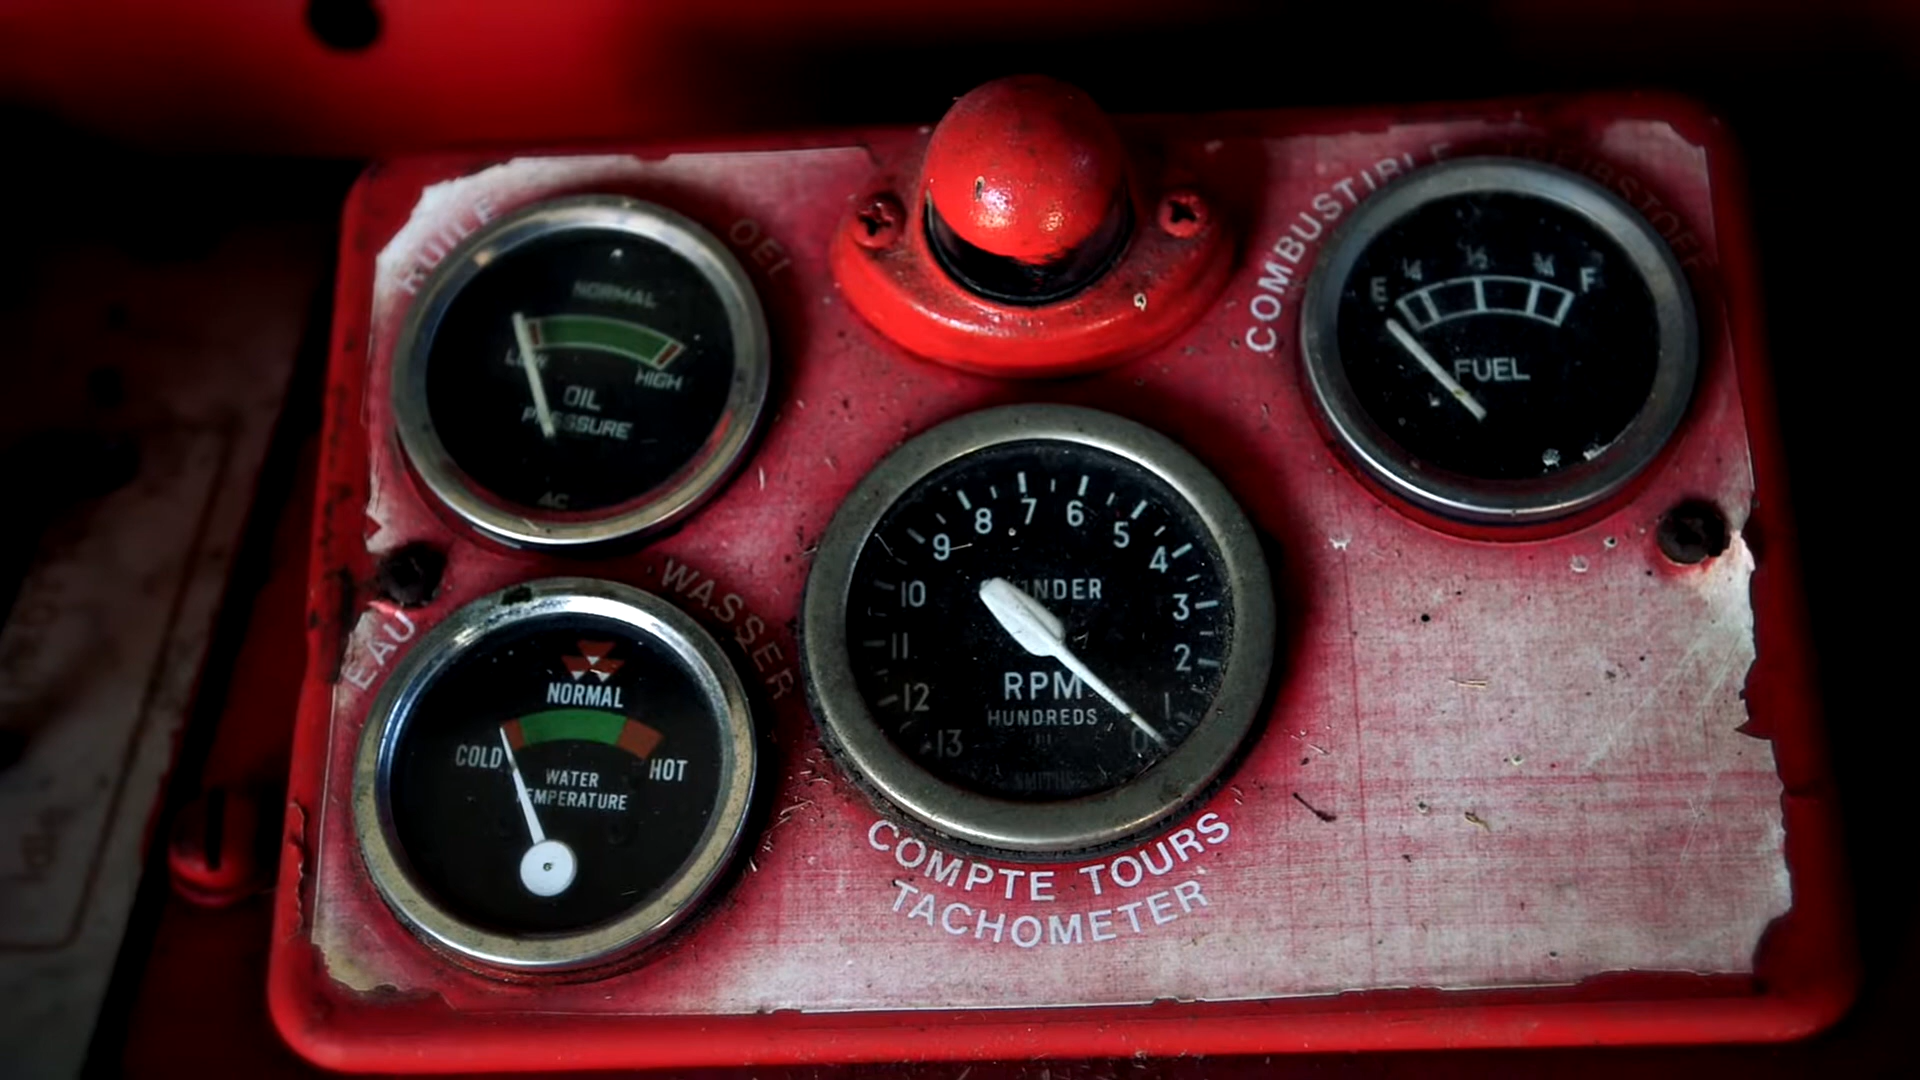 HUILE
OEL
NORMAL
LOW
HIGH
OIL
PRESSURE
AC
COMBUSTIBLE
E 1/4 1/2 3/4 F
FUEL
EAU
WASSER
NORMAL
COLD
HOT
WATER
TEMPERATURE
0 1 2 3 4 5 6 7 8 9 10 11 12 13
RPM
HUNDREDS
SMITHS
COMPTE TOURS
TACHOMETER